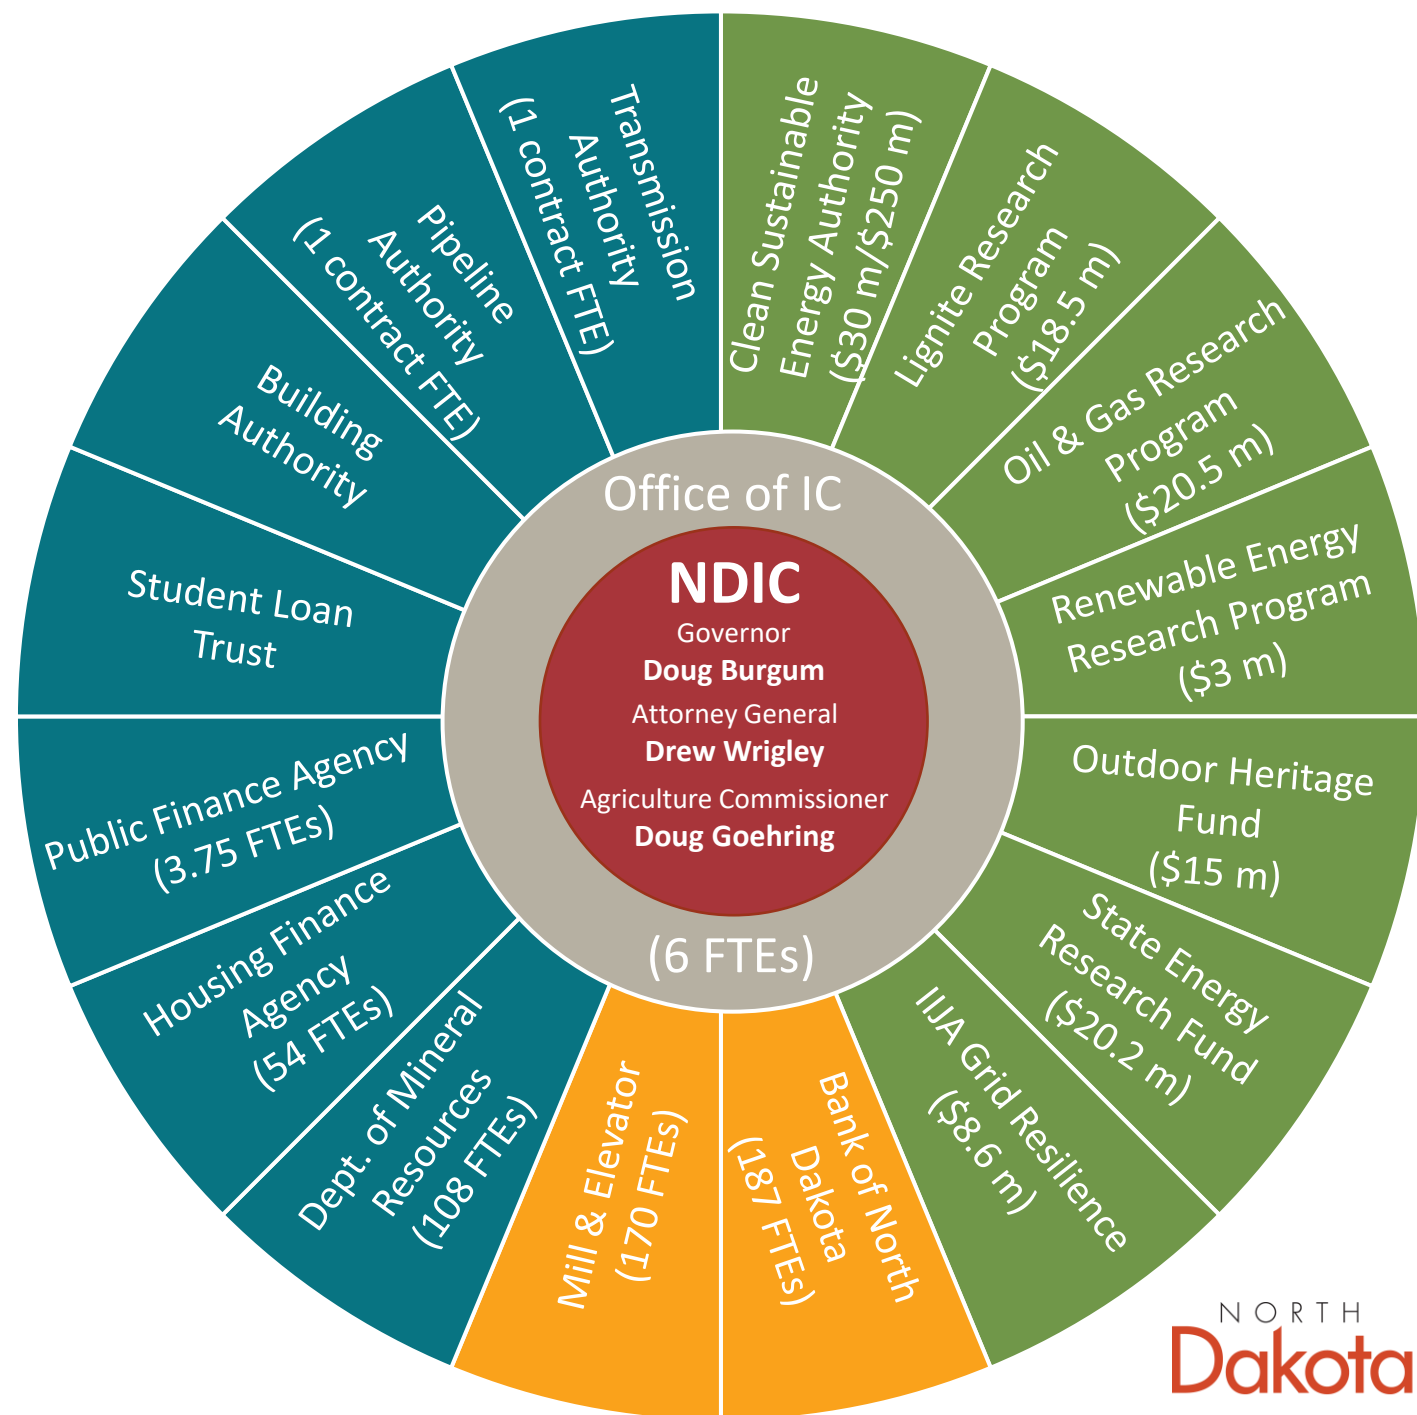 Office of IC
NDIC
Governor
Doug Burgum
Attorney General
Drew Wrigley
Agriculture Commissioner
Doug Goehring
(6 FTEs)
Clean Sustainable
Energy Authority
($30 m/$250 m)
Lignite Research
Program
($18.5 m)
Oil & Gas Research
Program
($20.5 m)
Renewable Energy
Research Program
($3 m)
Outdoor Heritage
Fund
($15 m)
State Energy
Research Fund
($20.2 m)
IIJA Grid Resilience
($8.6 m)
Bank of North
Dakota
(187 FTEs)
Mill & Elevator
(170 FTEs)
Dept. of Mineral
Resources
(108 FTEs)
Housing Finance
Agency
(54 FTEs)
Public Finance Agency
(3.75 FTEs)
Student Loan
Trust
Building
Authority
Pipeline
Authority
(1 contract FTE)
Transmission
Authority
(1 contract FTE)
NORTH
Dakota